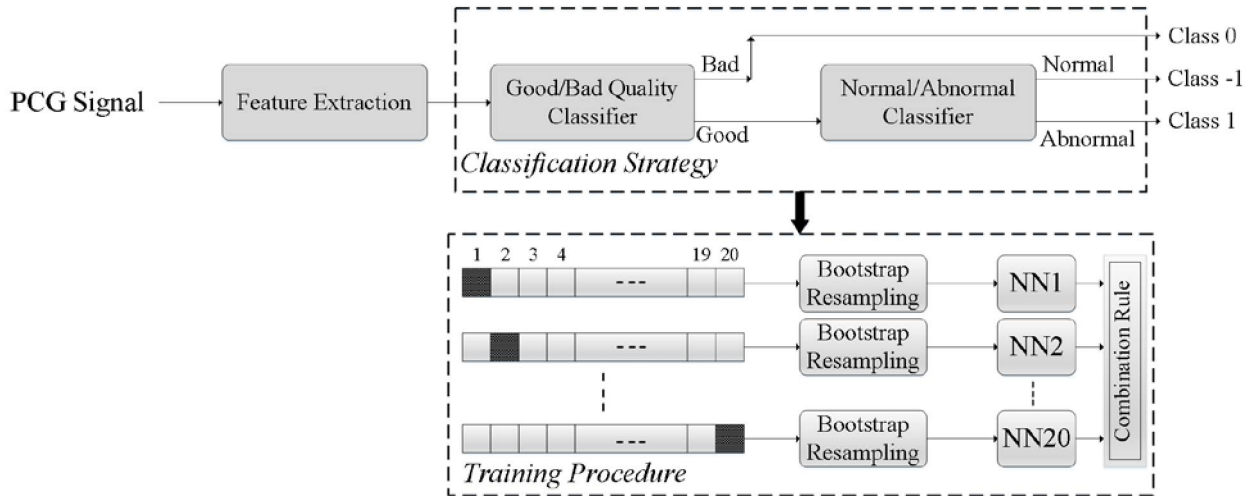 PCG Signal
Feature Extraction
Good/Bad Quality
Classifier
Bad
Good
Normal/Abnormal
Classifier
Normal
Abnormal
Class 0
Class -1
Class 1
Classification Strategy
1 2 3 4 19 20
Bootstrap
Resampling
NN1
Bootstrap
Resampling
NN2
Bootstrap
Resampling
NN20
Combination Rule
Training Procedure